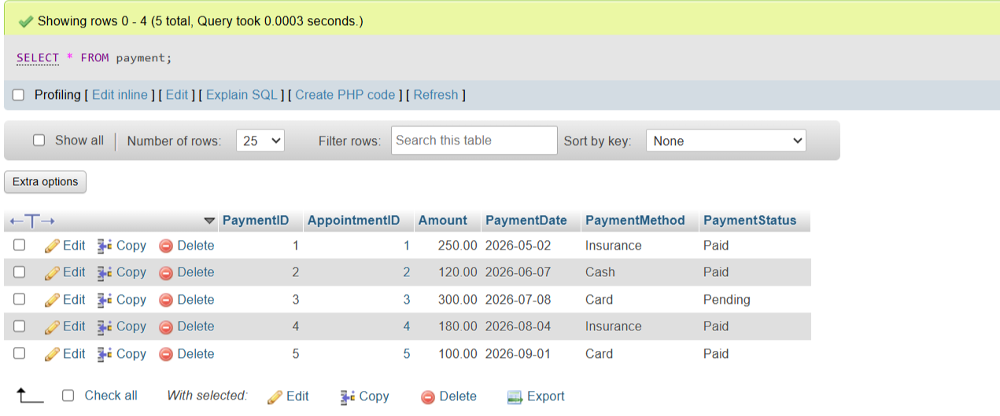 Showing rows 0 - 4 (5 total, Query took 0.0003 seconds.)
SELECT * FROM payment;
Profiling [ Edit inline ] [ Edit ] [ Explain SQL ] [ Create PHP code ] [ Refresh ]
Show all Number of rows: 25 Filter rows: Search this table Sort by key: None
Extra options
PaymentID AppointmentID Amount PaymentDate PaymentMethod PaymentStatus
Edit Copy Delete 1 1 250.00 2026-05-02 Insurance Paid
Edit Copy Delete 2 2 120.00 2026-06-07 Cash Paid
Edit Copy Delete 3 3 300.00 2026-07-08 Card Pending
Edit Copy Delete 4 4 180.00 2026-08-04 Insurance Paid
Edit Copy Delete 5 5 100.00 2026-09-01 Card Paid
Check all With selected: Edit Copy Delete Export